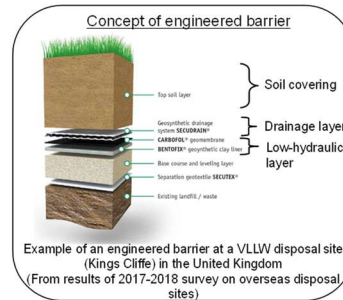 Concept of engineered barrier
Top soil layer
Soil covering
Geosynthetic drainage
system SECUDRAIN®
Drainage layer
CARBOFOL® geomembrane
BENTOFIX® geosynthetic clay liner
Low-hydraulic
layer
Base course and leveling layer
Separation geotextile SECUTEX®
Existing landfill / waste
Example of an engineered barrier at a VLLW disposal site
(Kings Cliffe) in the United Kingdom
(From results of 2017-2018 survey on overseas disposal
sites)